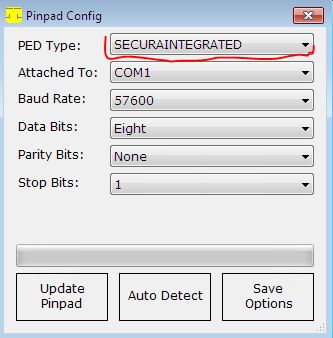 Pinpad Config
PED Type: SECURAINTEGRATED
Attached To: COM1
Baud Rate: 57600
Data Bits: Eight
Parity Bits: None
Stop Bits: 1
Update Pinpad
Auto Detect
Save Options